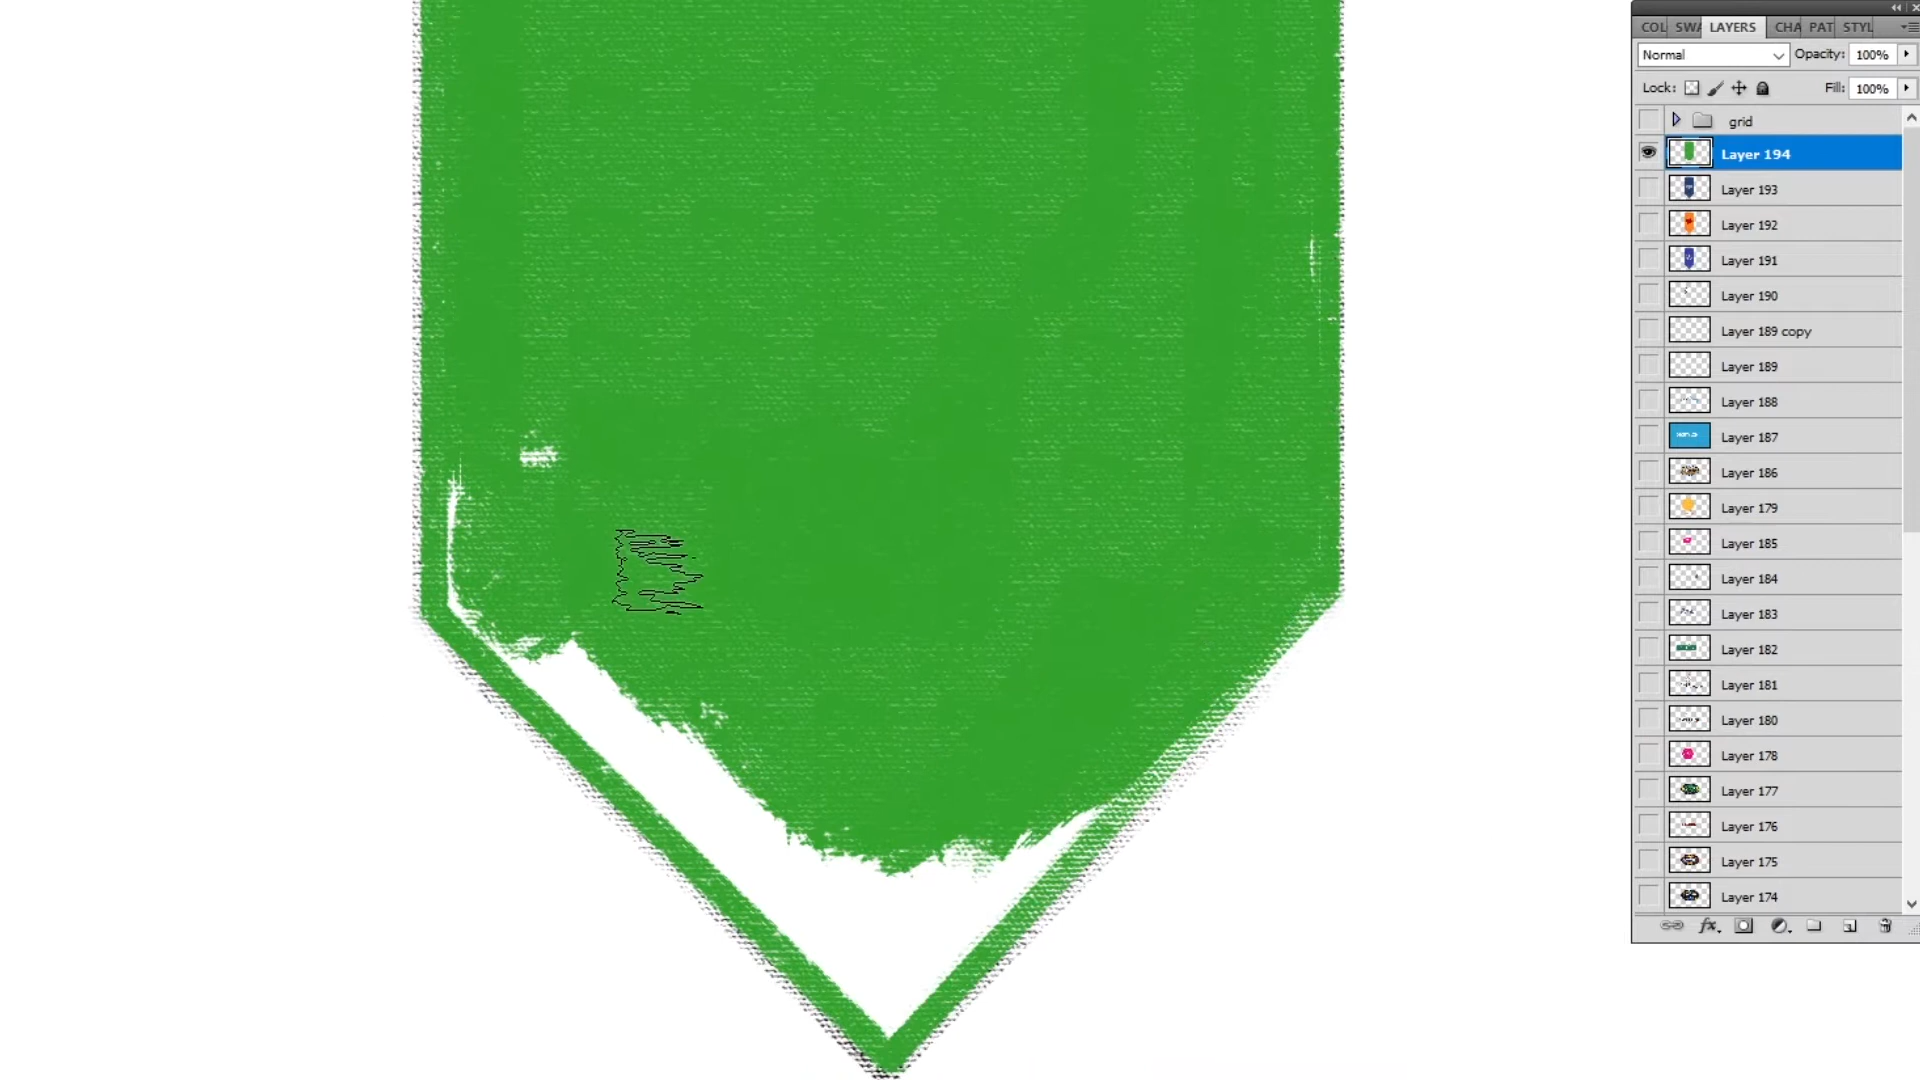 COL SWA LAYERS CHA PAT STYL
Normal Opacity: 100%
Lock: Fill: 100%
grid
Layer 194
Layer 193
Layer 192
Layer 191
Layer 190
Layer 189 copy
Layer 189
Layer 188
Layer 187
Layer 186
Layer 179
Layer 185
Layer 184
Layer 183
Layer 182
Layer 181
Layer 180
Layer 178
Layer 177
Layer 176
Layer 175
Layer 174
fx